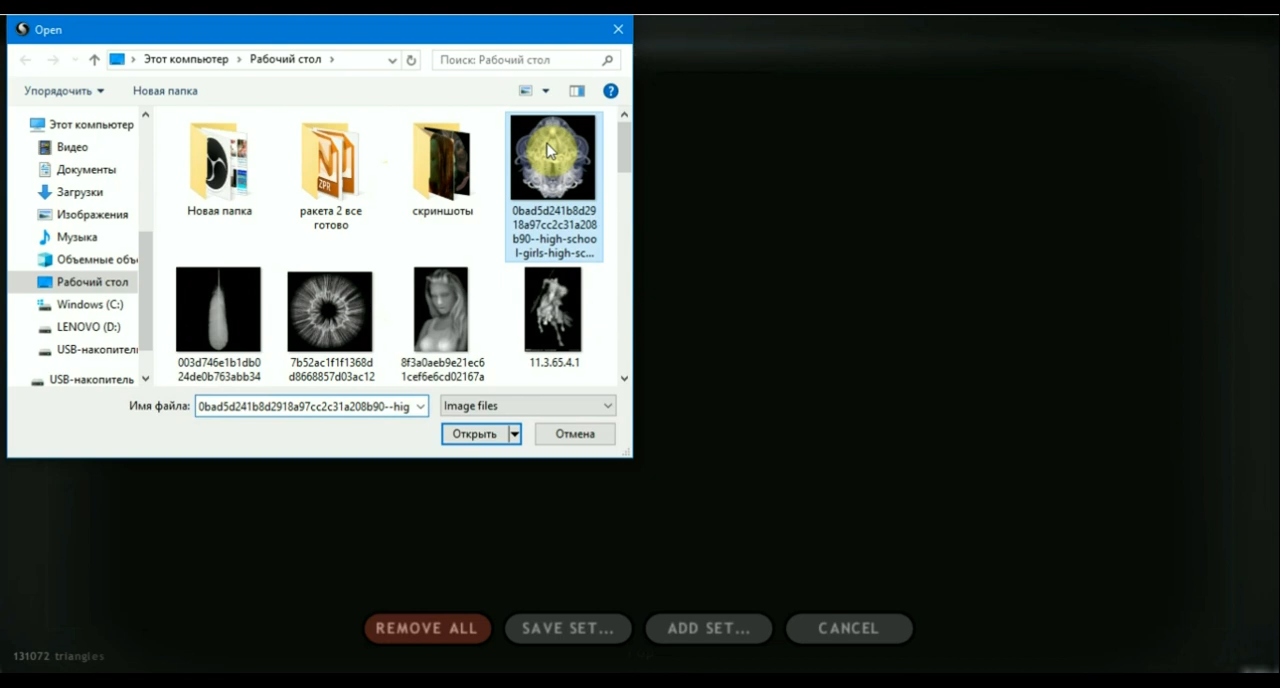 Open
Этот компьютер > Рабочий стол >
Поиск: Рабочий стол
Упорядочить
Новая папка
Этот компьютер
Видео
Документы
Загрузки
Изображения
Музыка
Объемные объ
Рабочий стол
Windows (C:)
LENOVO (D:)
USB-накопител
USB-накопитель
Новая папка
ZPR
ракета 2 все
готово
скриншоты
0bad5d241b8d29
18a97cc2c31a208
b90--high-schoo
l-girls-high-sc...
003d746e1b1db0
24de0b763abb34
7b52ac1f1f1368d
d8668857d03ac12
8f3a0aeb9e21ec6
1cef6e6cd02167a
11.3.65.4.1
Имя файла:
0bad5d241b8d2918a97cc2c31a208b90--hig
Image files
Открыть
Отмена
REMOVE ALL
SAVE SET...
ADD SET...
CANCEL
131072 triangles